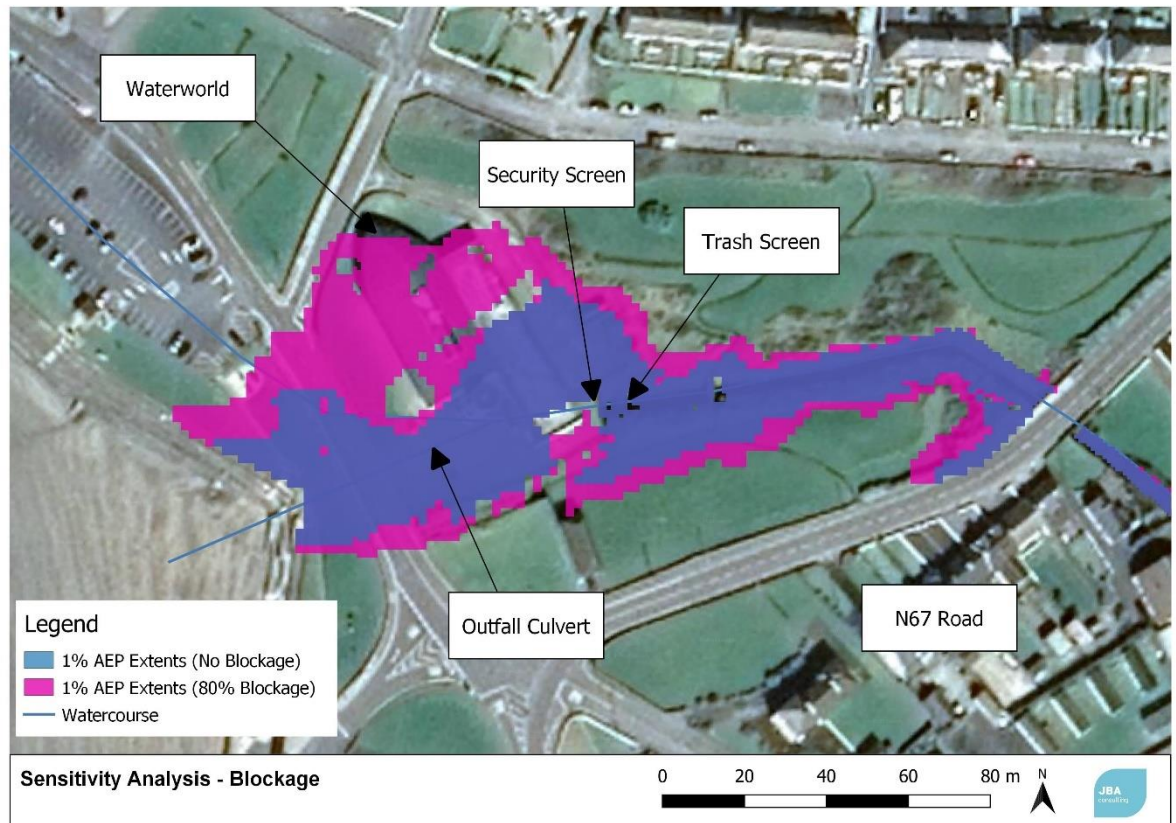 Waterworld
Security Screen
Trash Screen
Outfall Culvert
N67 Road
Legend
1% AEP Extents (No Blockage)
1% AEP Extents (80% Blockage)
Watercourse
Sensitivity Analysis - Blockage
0 20 40 60 80 m
N
JBA
consulting